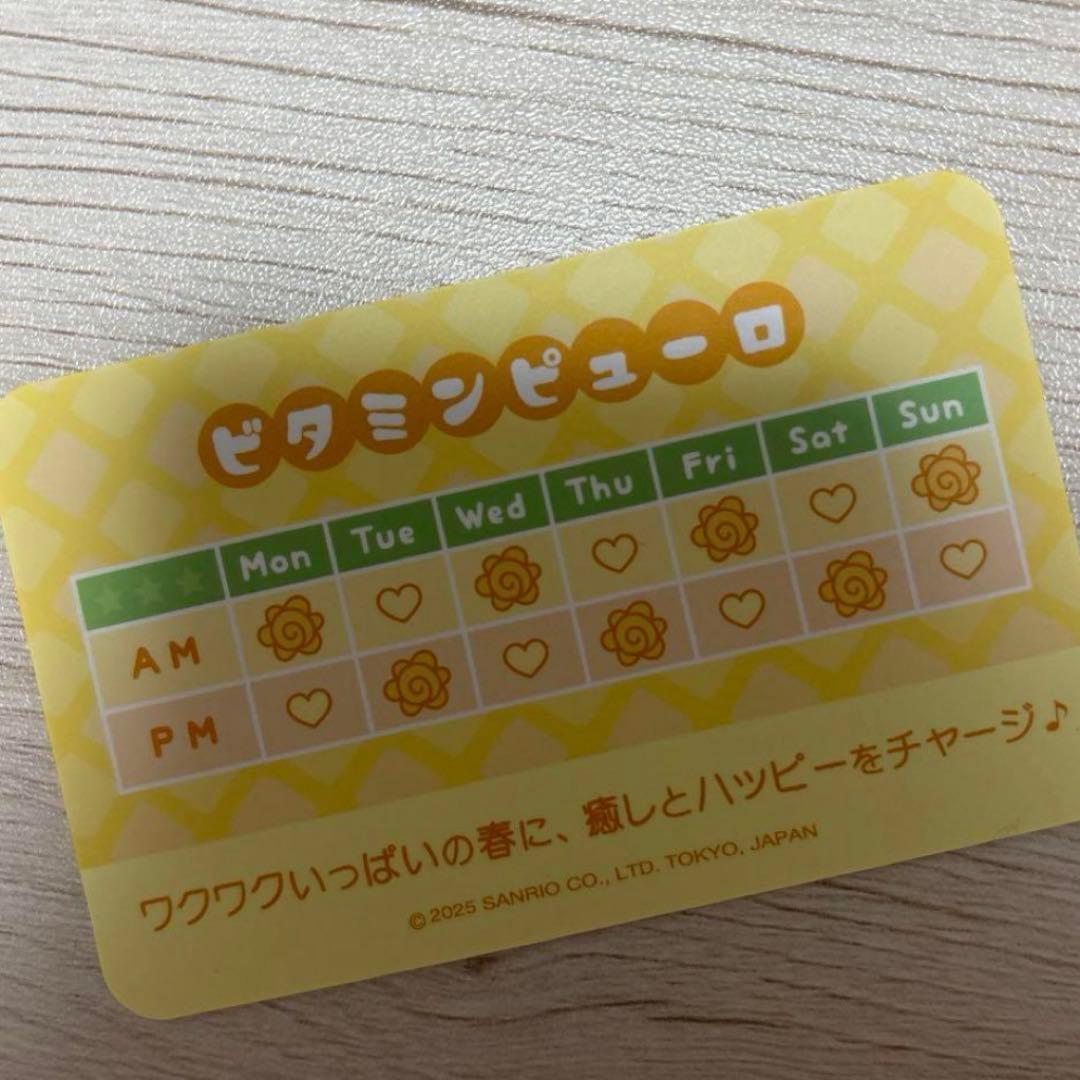 ビタミンピューロ
Mon Tue Wed Thu Fri Sat Sun
AM
PM
ワクワクいっぱいの春に、癒しとハッピーをチャージ♪
©2025 SANRIO CO., LTD. TOKYO, JAPAN